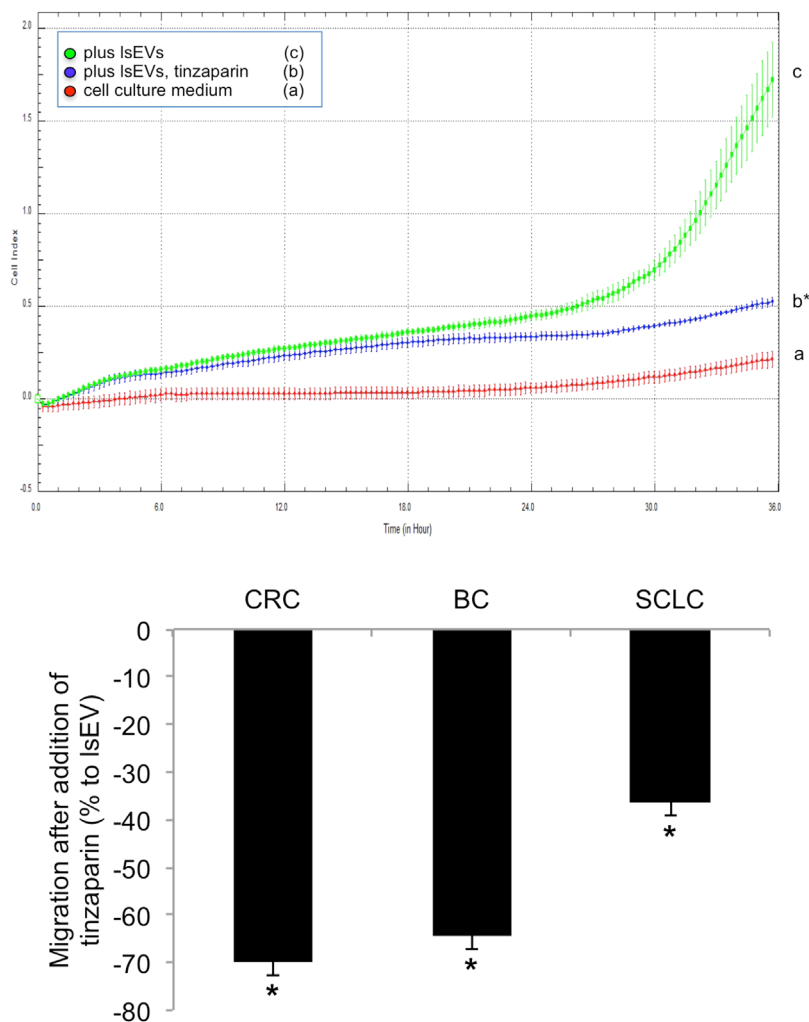 2.0
plus lsEVs (c)
plus lsEVs, tinzaparin (b)
cell culture medium (a)
c
1.5
1.0
Cell Index
0.5
b*
a
0.0
-0.5
0.0 6.0 12.0 18.0 24.0 30.0 36.0
Time (in Hour)
CRC BC SCLC
0
-10
-20
-30
-40
-50
-60
-70
-80
Migration after addition of
tinzaparin (% to lsEV)
* * *